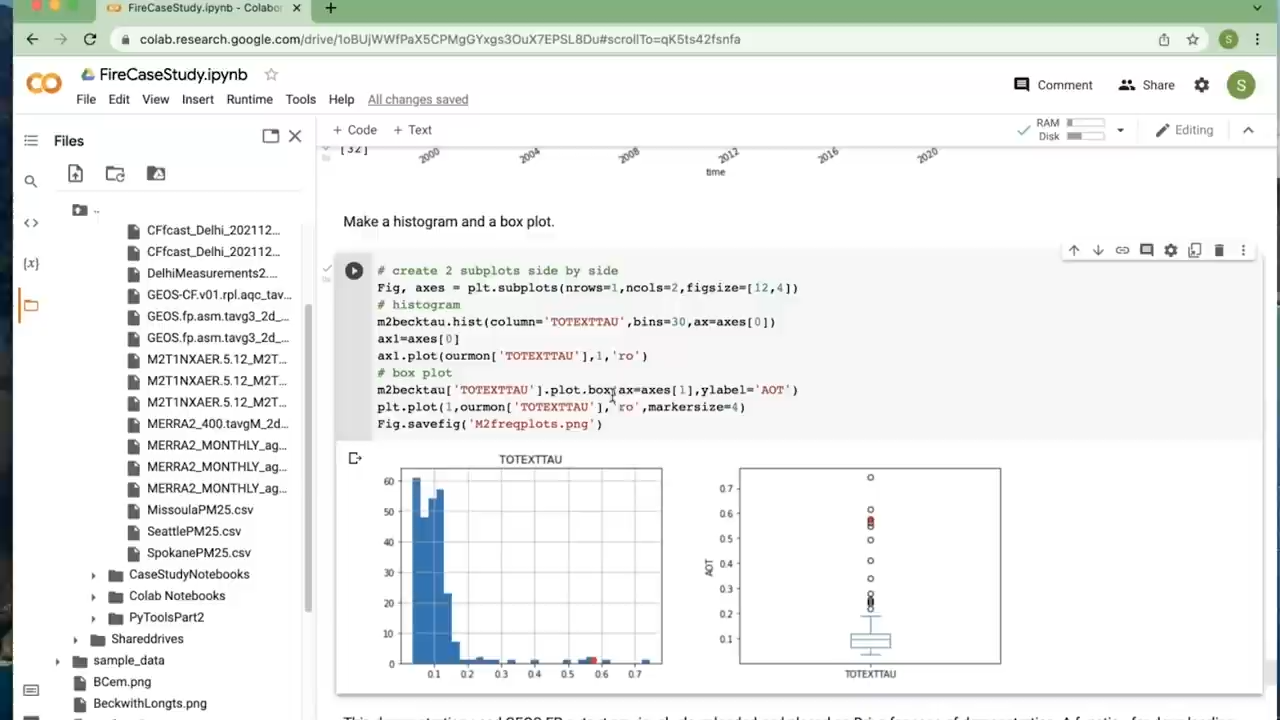 FireCaseStudy.ipynb - Colabo
colab.research.google.com/drive/1oBUjWWfPaX5CPMgGYxgs3OuX7EPSL8Du#scrollTo=qK5ts42fsnfa
S
FireCaseStudy.ipynb
File Edit View Insert Runtime Tools Help All changes saved
Comment Share S
Files
+ Code + Text
RAM
Disk
Editing
[32]
2000 2004 2008 2012 2016 2020
time
..
CFfcast_Delhi_202112...
CFfcast_Delhi_202112...
DelhiMeasurements2....
GEOS-CF.v01.rpl.aqc_tav...
GEOS.fp.asm.tavg3_2d_...
GEOS.fp.asm.tavg3_2d_...
M2T1NXAER.5.12_M2T...
M2T1NXAER.5.12_M2T...
M2T1NXAER.5.12_M2T...
MERRA2_400.tavgM_2d...
MERRA2_MONTHLY_ag...
MERRA2_MONTHLY_ag...
MERRA2_MONTHLY_ag...
MissoulaPM25.csv
SeattlePM25.csv
SpokanePM25.csv
CaseStudyNotebooks
Colab Notebooks
PyToolsPart2
Shareddrives
sample_data
BCem.png
BeckwithLongts.png
Make a histogram and a box plot.
# create 2 subplots side by side
Fig, axes = plt.subplots(nrows=1,ncols=2,figsize=[12,4])
# histogram
m2becktau.hist(column='TOTEXTTAU',bins=30,ax=axes[0])
ax1=axes[0]
ax1.plot(ourmon['TOTEXTTAU'],1,'ro')
# box plot
m2becktau['TOTEXTTAU'].plot.box(ax=axes[1],ylabel='AOT')
plt.plot(1,ourmon['TOTEXTTAU'],'ro',markersize=4)
Fig.savefig('M2freqplots.png')
TOTEXTTAU
60
50
40
30
20
10
0
0.1 0.2 0.3 0.4 0.5 0.6 0.7
AOT
0.7
0.6
0.5
0.4
0.3
0.2
0.1
TOTEXTTAU